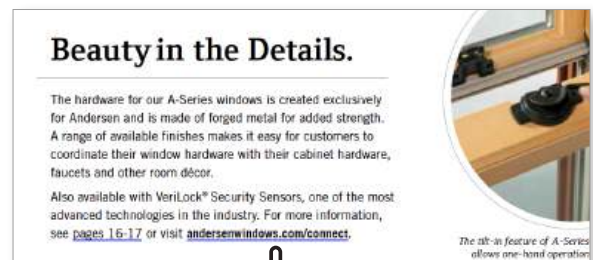 Beauty in the Details.
The hardware for our A-Series windows is created exclusively
for Andersen and is made of forged metal for added strength.
A range of available finishes makes it easy for customers to
coordinate their window hardware with their cabinet hardware,
faucets and other room décor.
Also available with VeriLock® Security Sensors, one of the most
advanced technologies in the industry. For more information,
see pages 16-17 or visit andersenwindows.com/connect.
The tilt-in feature of A-Series
allows one-hand operation